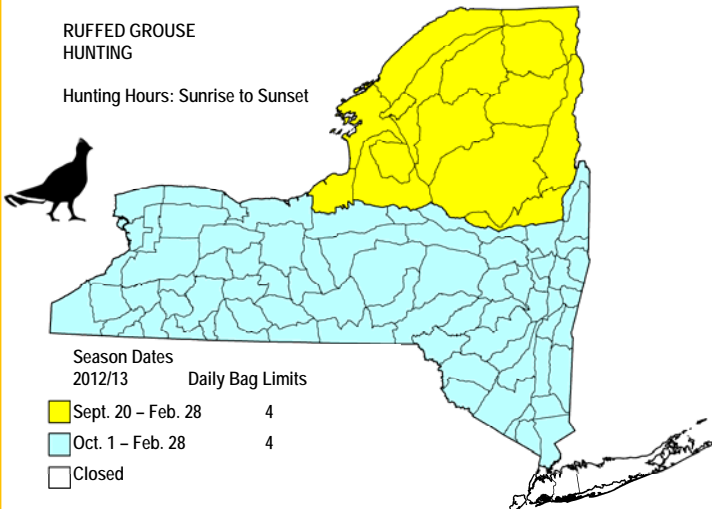 RUFFED GROUSE
HUNTING
Hunting Hours: Sunrise to Sunset
Season Dates
2012/13 Daily Bag Limits
Sept. 20 – Feb. 28 4
Oct. 1 – Feb. 28 4
Closed